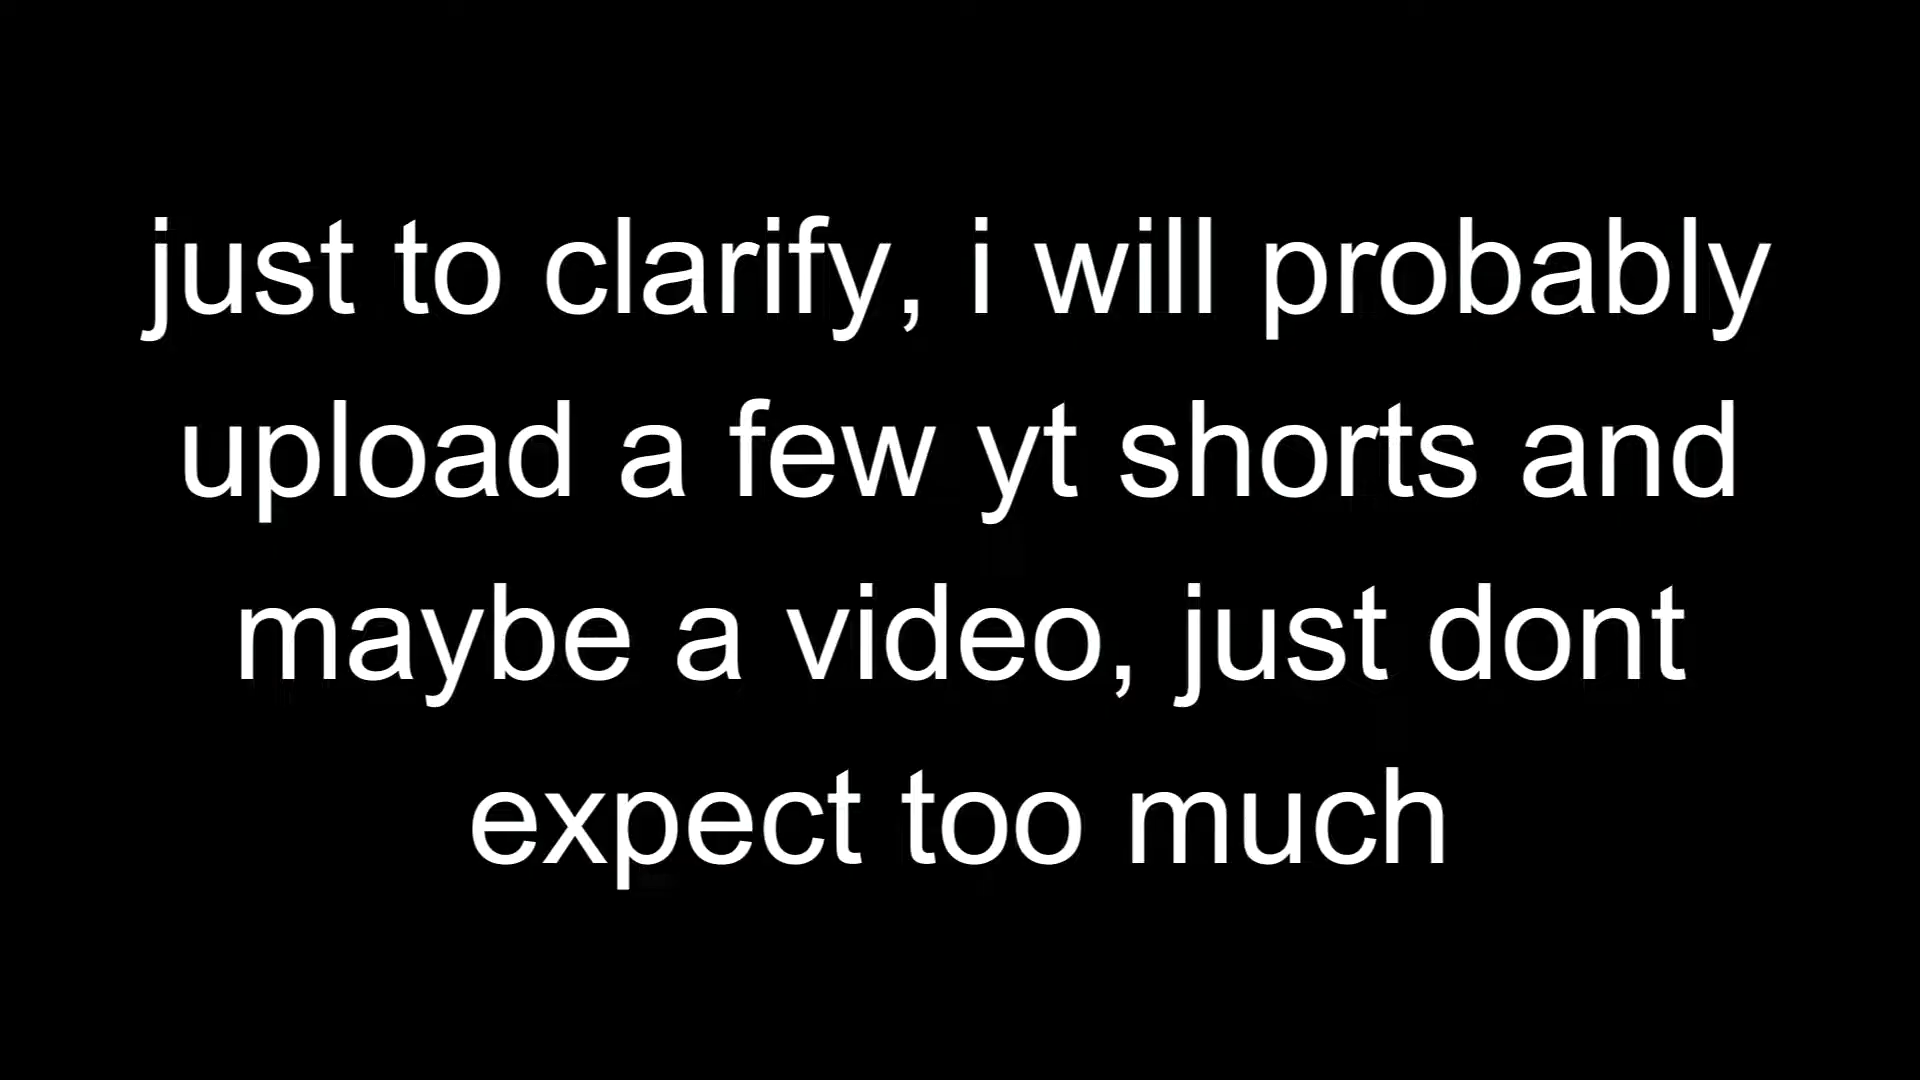 just to clarify, i will probably
upload a few yt shorts and
maybe a video, just dont
expect too much